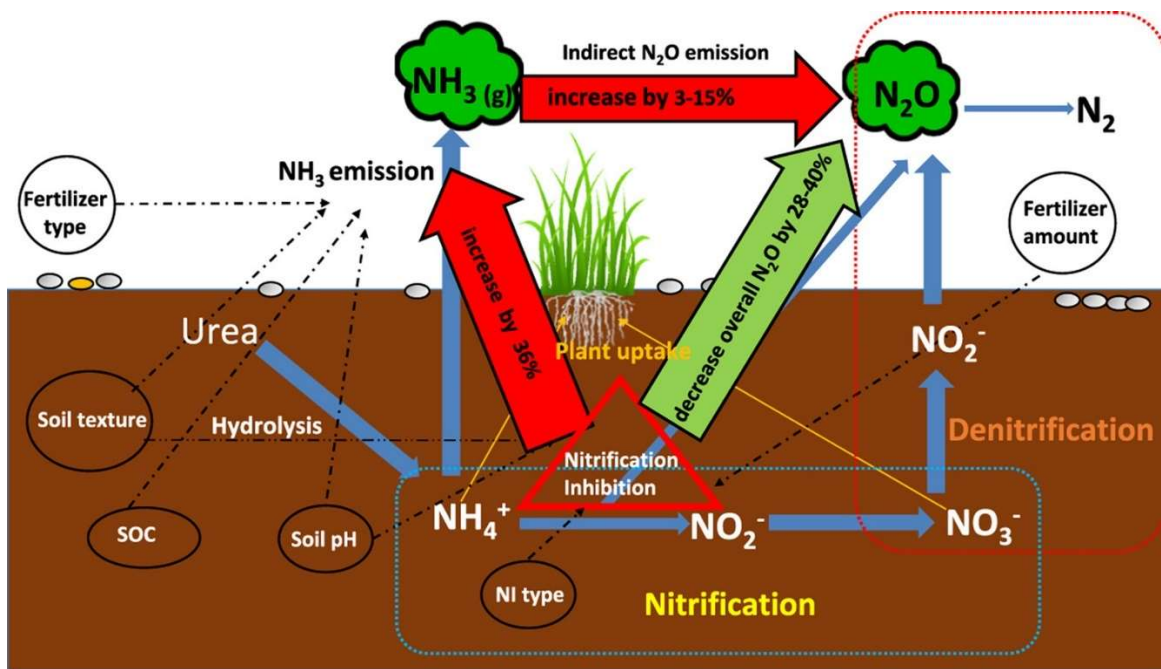 NH₃ (g)
Indirect N₂O emission
increase by 3-15%
N₂O
N₂
NH₃ emission
Fertilizer
type
Fertilizer
amount
increase by 36%
decrease overall N₂O by 28-40%
Urea
Plant uptake
NO₂⁻
Soil texture
Hydrolysis
Denitrification
Nitrification
Inhibition
SOC
Soil pH
NH₄⁺
NO₂⁻
NO₃⁻
NI type
Nitrification